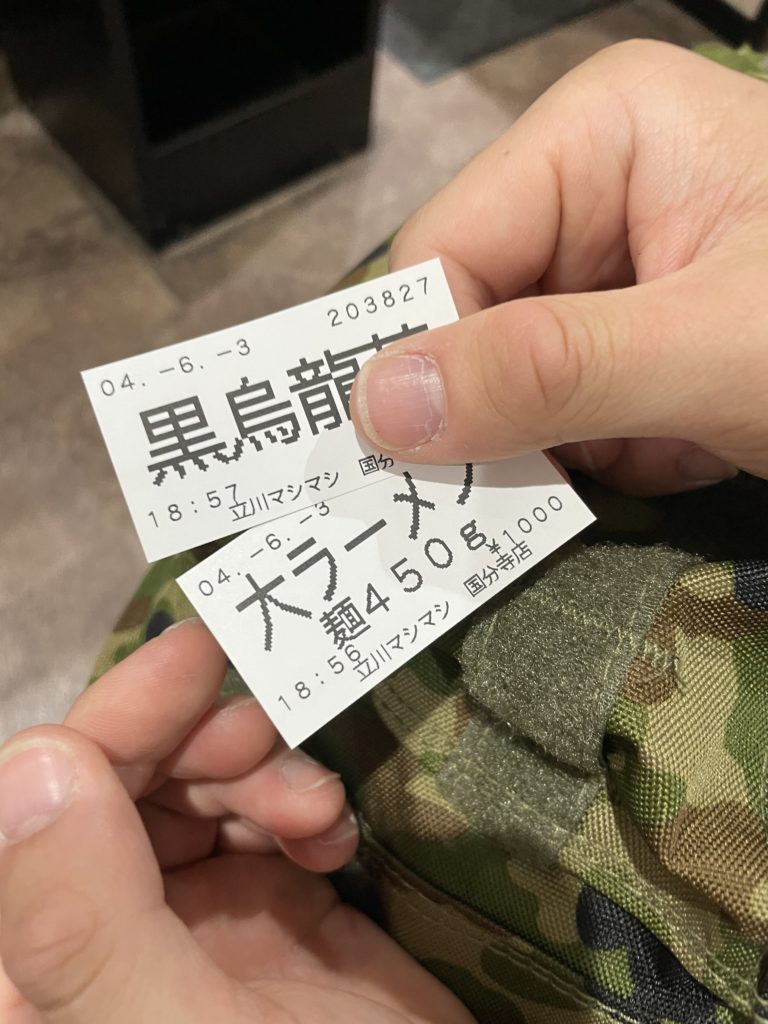 203827
04. -6. -3
黒烏龍
18:57 立川マシマシ 国分
04. -6. -3
大ラーメン
麺450g
¥1000
18:56 立川マシマシ 国分寺店